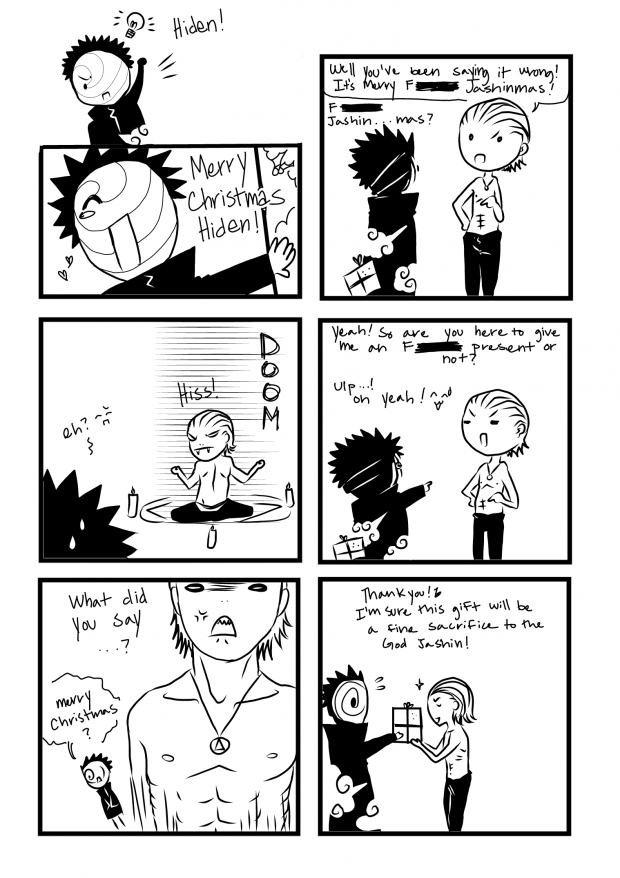 Hiden!
Merry
Christmas
Hiden!
DOOM
Hiss!
eh?
What did
you say
...?
merry
Christmas
?
Well you've been saying it wrong!
It's Merry F Jashinmas!
F
Jashin...mas?
Yeah! So are you here to give
me an F present or
not?
Ulp...!
oh yeah!
Thank you!
I'm sure this gift will be
a fine sacrifice to the
God Jashin!
A